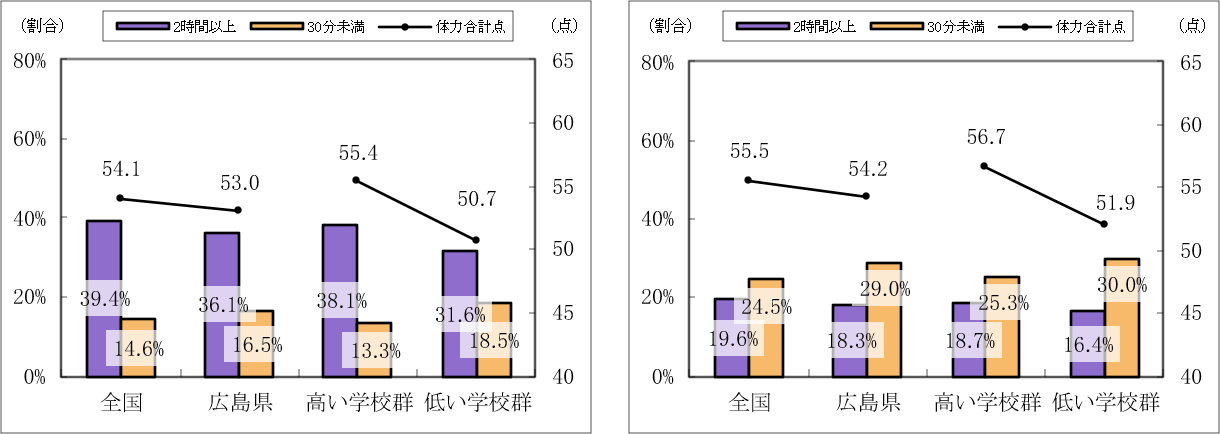 (割合) 2時間以上 30分未満 体力合計点 (点)
80% 65
60% 60
55
40% 50
20% 45
0% 40
54.1 53.0 55.4 50.7
39.4% 36.1% 38.1% 31.6%
14.6% 16.5% 13.3% 18.5%
全国 広島県 高い学校群 低い学校群
(割合) 2時間以上 30分未満 体力合計点 (点)
80% 65
60% 60
55
40% 50
20% 45
0% 40
55.5 54.2 56.7 51.9
24.5% 29.0% 25.3% 30.0%
19.6% 18.3% 18.7% 16.4%
全国 広島県 高い学校群 低い学校群